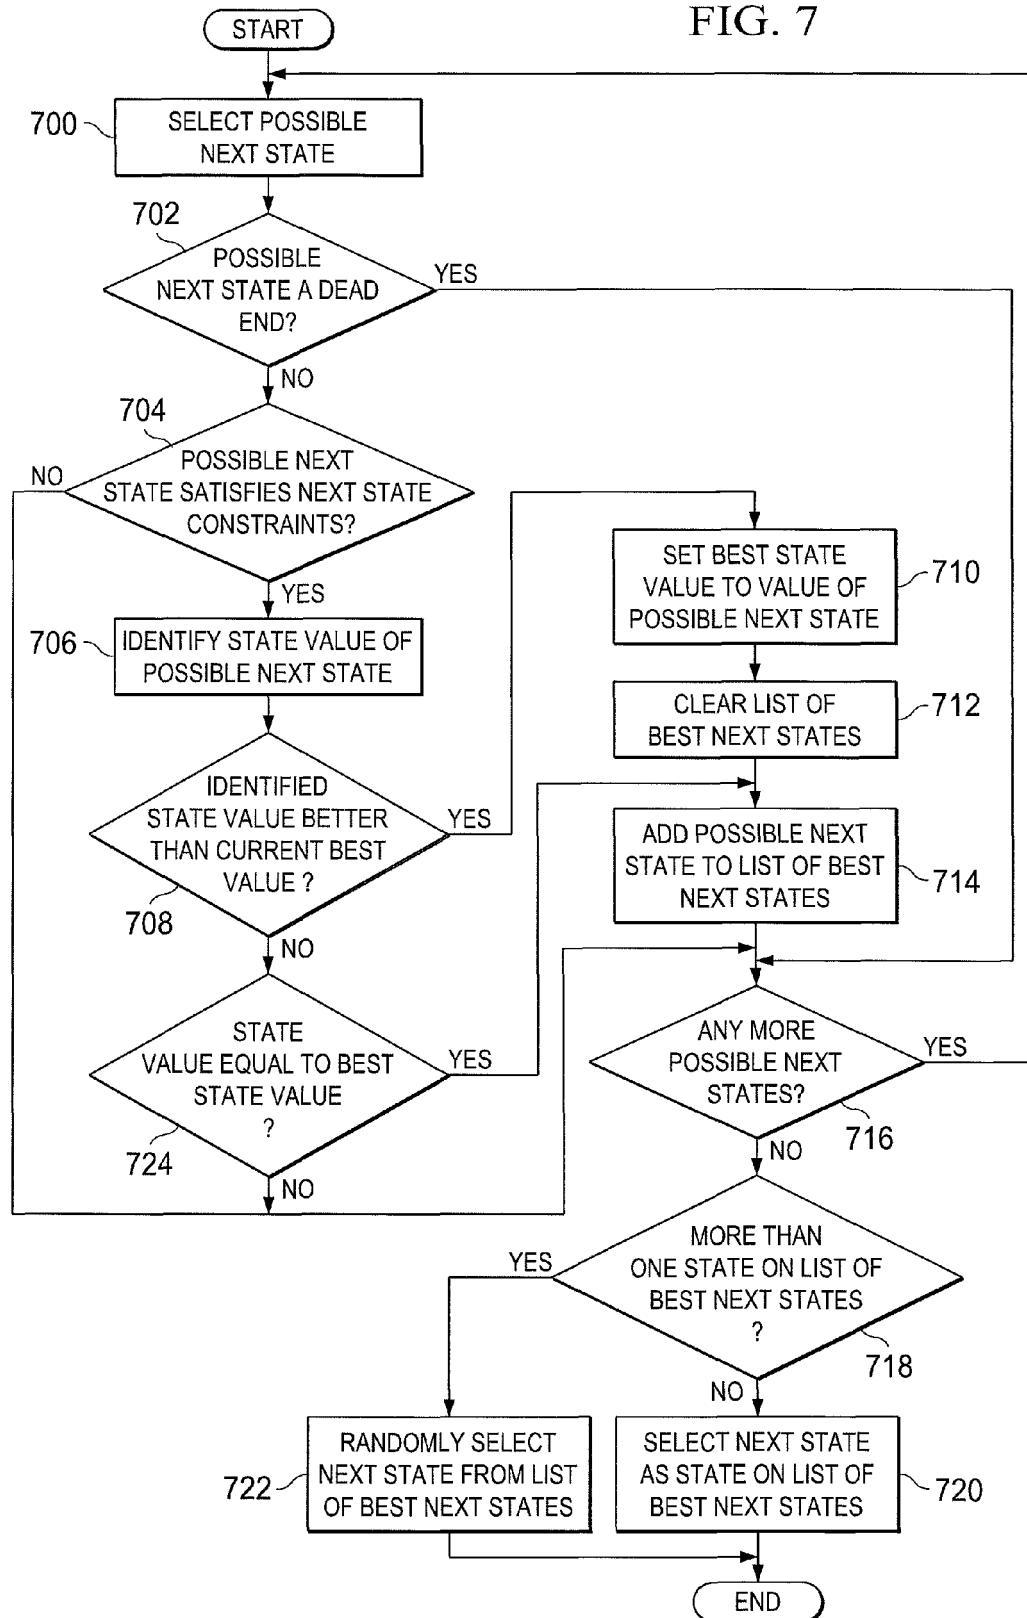 FIG. 7
START
700
SELECT POSSIBLE
NEXT STATE
702
POSSIBLE
NEXT STATE A DEAD
END?
YES
NO
704
POSSIBLE NEXT
STATE SATISFIES NEXT STATE
CONSTRAINTS?
NO
YES
706
IDENTIFY STATE VALUE OF
POSSIBLE NEXT STATE
IDENTIFIED
STATE VALUE BETTER
THAN CURRENT BEST
VALUE ?
708
YES
NO
STATE
VALUE EQUAL TO BEST
STATE VALUE
?
724
YES
NO
SET BEST STATE
VALUE TO VALUE OF
POSSIBLE NEXT STATE
710
CLEAR LIST OF
BEST NEXT STATES
712
ADD POSSIBLE NEXT
STATE TO LIST OF BEST
NEXT STATES
714
ANY MORE
POSSIBLE NEXT
STATES?
YES
716
NO
MORE THAN
ONE STATE ON LIST OF
BEST NEXT STATES
?
YES
718
NO
722
RANDOMLY SELECT
NEXT STATE FROM LIST
OF BEST NEXT STATES
SELECT NEXT STATE
AS STATE ON LIST OF
BEST NEXT STATES
720
END